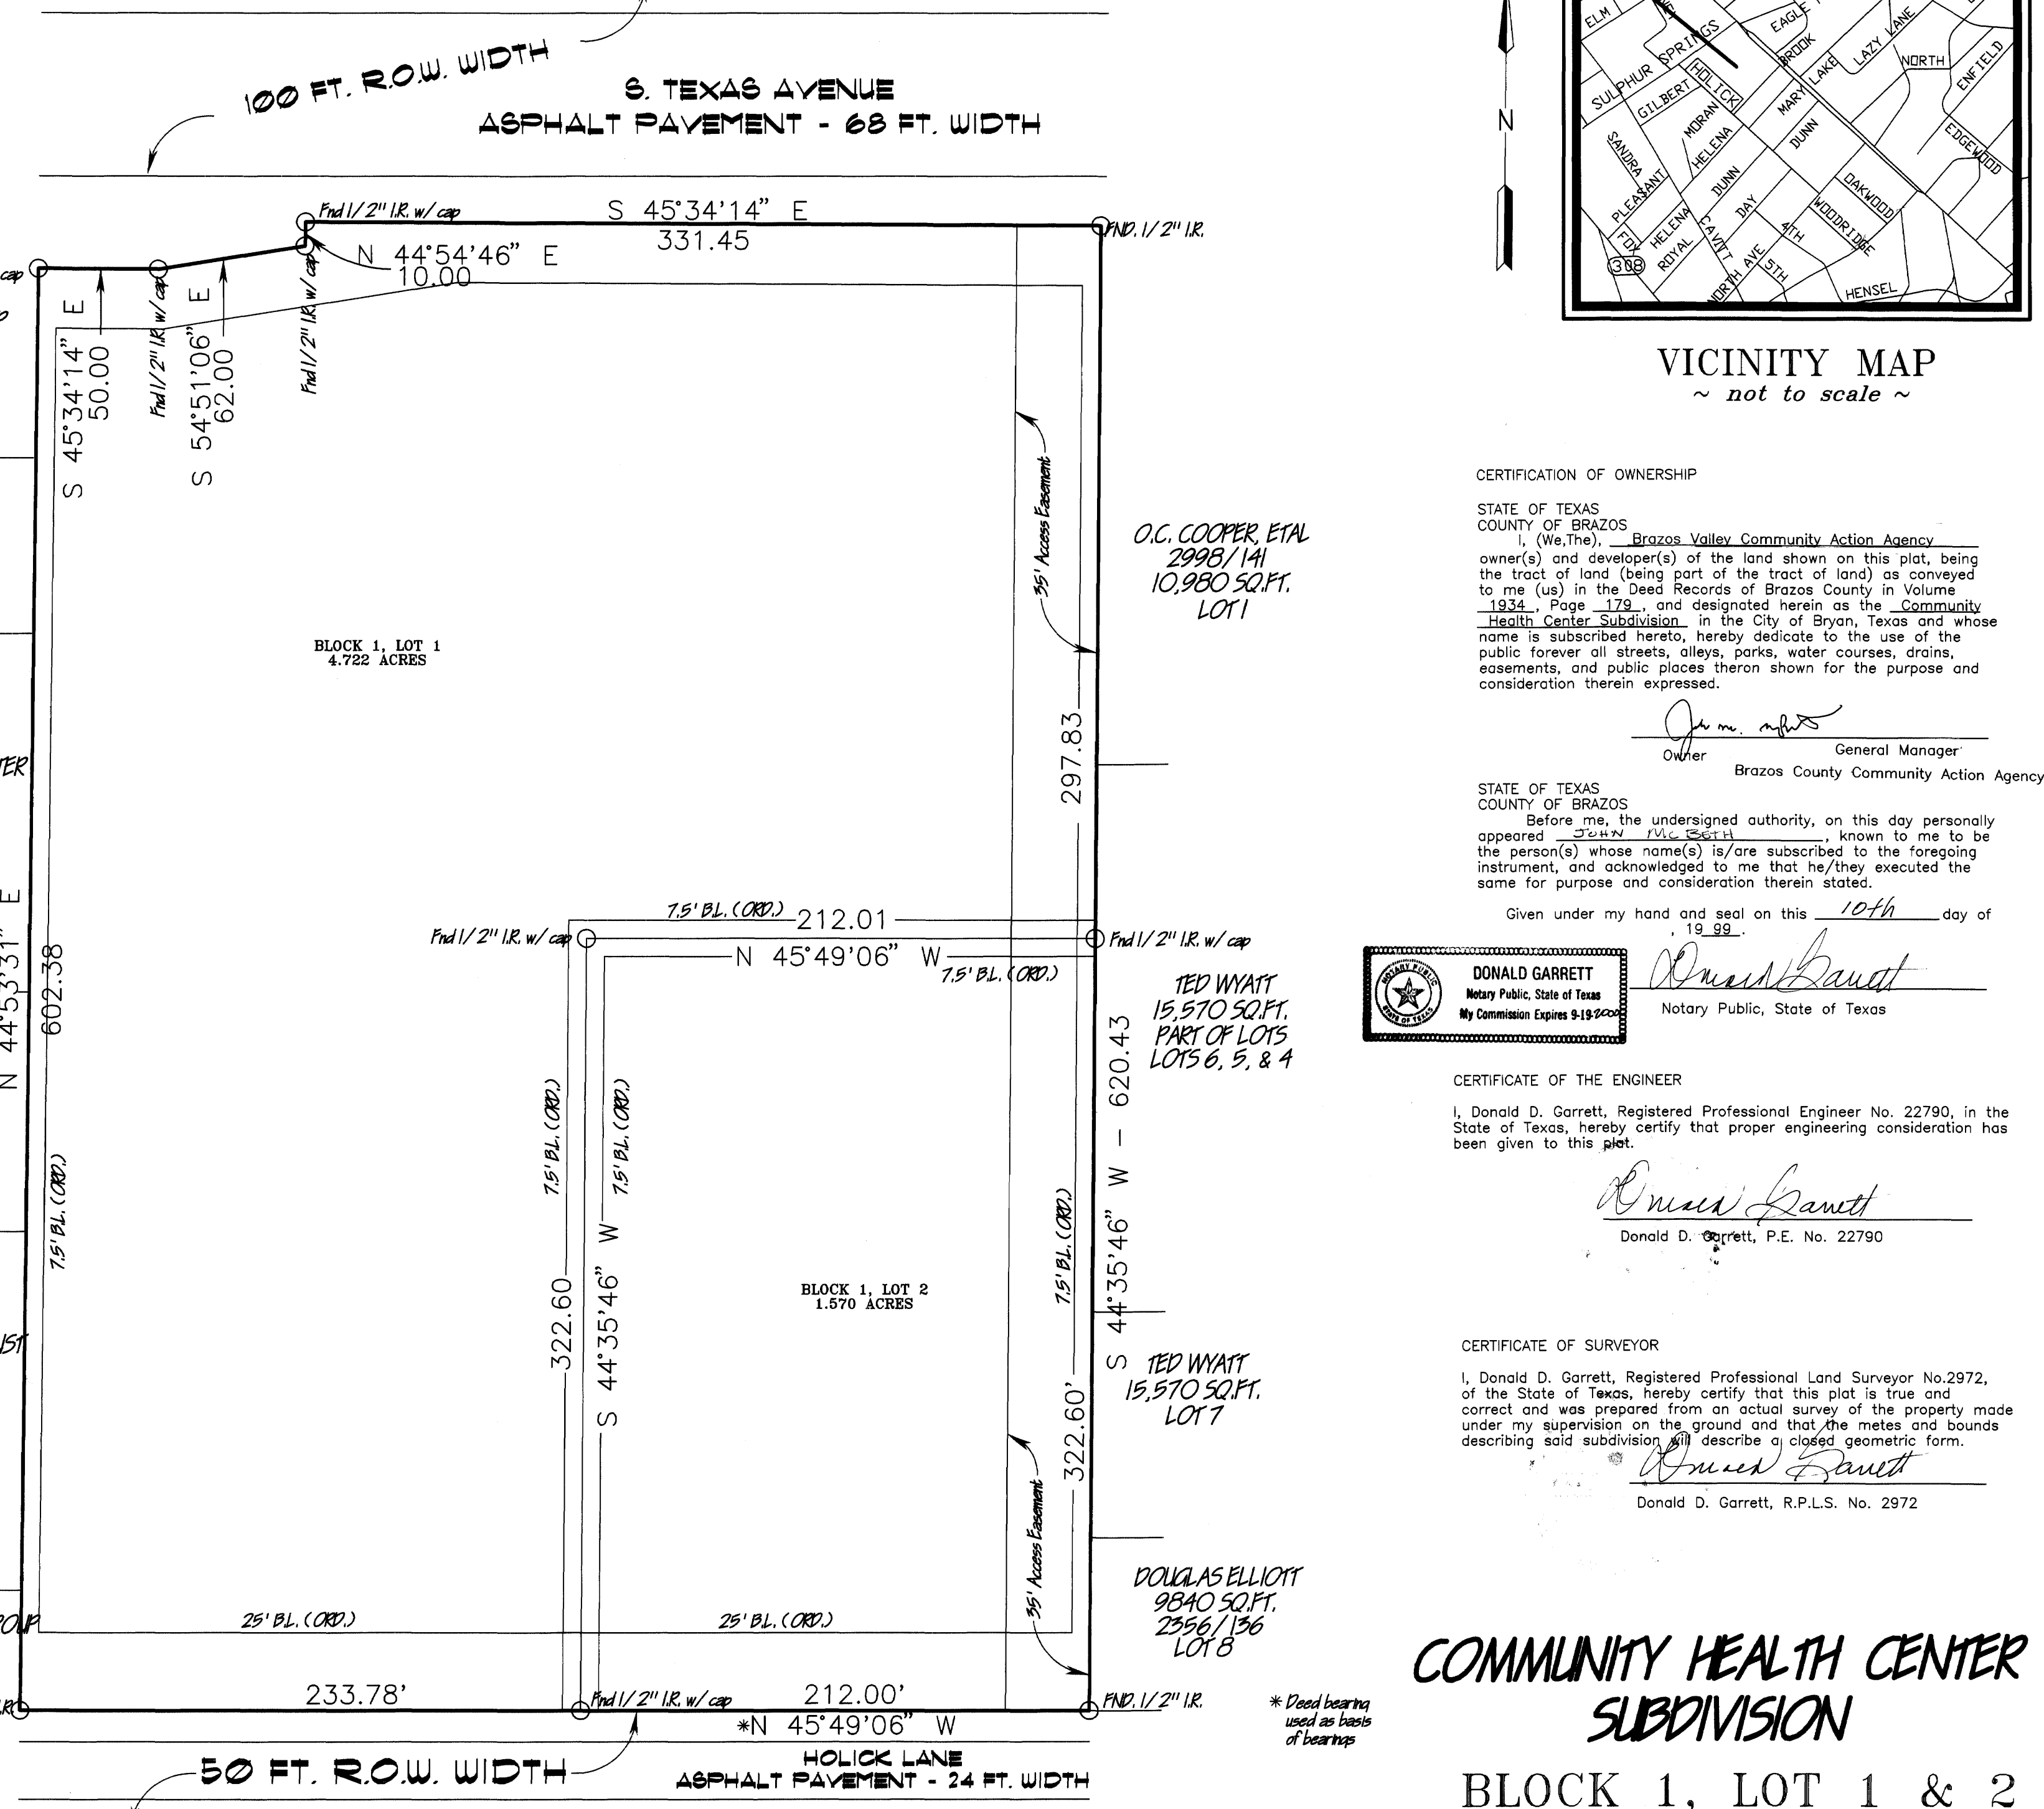 100 FT. R.O.W. WIDTH
S. TEXAS AVENUE
ASPHALT PAVEMENT - 68 FT. WIDTH
Fnd 1/2" I.R. w/ cap
S 45°34'14" E
331.45
FND. 1/2" I.R.
N 44°54'46" E
10.00
cap
S 45°34'14" E
50.00
Fnd 1/2" I.R. w/ cap
S 54°51'06" E
62.00
Fnd 1/2" I.R. w/ cap
35' Access Easement
O.C. COOPER, ETAL
2998/141
10,980 SQ.FT.
LOT 1
BLOCK 1, LOT 1
4.722 ACRES
297.83
TER
N 44°53'31" E
602.38
7.5' B.L. (ORD.)
7.5' B.L. (ORD.)
212.01
Fnd 1/2" I.R. w/ cap
Fnd 1/2" I.R. w/ cap
N 45°49'06" W
7.5' B.L. (ORD.)
TED WYATT
15,570 SQ.FT.
PART OF LOTS
LOTS 6, 5, & 4
S 44°35'46" W - 620.43
7.5' B.L. (ORD.)
7.5' B.L. (ORD.)
322.60
S 44°35'46" W
7.5' B.L. (ORD.)
BLOCK 1, LOT 2
1.570 ACRES
322.60'
IST
TED WYATT
15,570 SQ.FT.
LOT 7
35' Access Easement
DOUGLAS ELLIOTT
9840 SQ.FT.
2356/136
LOT 8
OUP
25' B.L. (ORD.)
25' B.L. (ORD.)
233.78'
Fnd 1/2" I.R. w/ cap
212.00'
FND. 1/2" I.R.
*N 45°49'06" W
* Deed bearing
used as basis
of bearings
50 FT. R.O.W. WIDTH
HOLICK LANE
ASPHALT PAVEMENT - 24 FT. WIDTH
N
ELM
SULPHUR SPRINGS
EAGLE
BROOK
LAKE
LAZY LANE
NORTH
ENFIELD
GILBERT
HOLICK
MORAN
MARY
DUNN
HELENA
SANDRA
PLEASANT
EDGEWOOD
DUNN
DAY
OAKWOOD
WOODRIDGE
FOX
HELENA
ROYAL
CAVITT
4TH
5TH
308
NORTH AVE
HENSEL
VICINITY MAP
~ not to scale ~
CERTIFICATION OF OWNERSHIP
STATE OF TEXAS
COUNTY OF BRAZOS
I, (We,The), Brazos Valley Community Action Agency
owner(s) and developer(s) of the land shown on this plat, being
the tract of land (being part of the tract of land) as conveyed
to me (us) in the Deed Records of Brazos County in Volume
1934, Page 179, and designated herein as the Community
Health Center Subdivision in the City of Bryan, Texas and whose
name is subscribed hereto, hereby dedicate to the use of the
public forever all streets, alleys, parks, water courses, drains,
easements, and public places theron shown for the purpose and
consideration therein expressed.
Owner General Manager
Brazos County Community Action Agency
STATE OF TEXAS
COUNTY OF BRAZOS
Before me, the undersigned authority, on this day personally
appeared JOHN McBETH, known to me to be
the person(s) whose name(s) is/are subscribed to the foregoing
instrument, and acknowledged to me that he/they executed the
same for purpose and consideration therein stated.
Given under my hand and seal on this 10th day of
, 19 99.
NOTARY PUBLIC
STATE OF TEXAS
DONALD GARRETT
Notary Public, State of Texas
My Commission Expires 9-19-2000
Donald Garrett
Notary Public, State of Texas
CERTIFICATE OF THE ENGINEER
I, Donald D. Garrett, Registered Professional Engineer No. 22790, in the
State of Texas, hereby certify that proper engineering consideration has
been given to this plat.
Donald Garrett
Donald D. Garrett, P.E. No. 22790
CERTIFICATE OF SURVEYOR
I, Donald D. Garrett, Registered Professional Land Surveyor No.2972,
of the State of Texas, hereby certify that this plat is true and
correct and was prepared from an actual survey of the property made
under my supervision on the ground and that the metes and bounds
describing said subdivision will describe a closed geometric form.
Donald Garrett
Donald D. Garrett, R.P.L.S. No. 2972
COMMUNITY HEALTH CENTER
SUBDIVISION
BLOCK 1, LOT 1 & 2